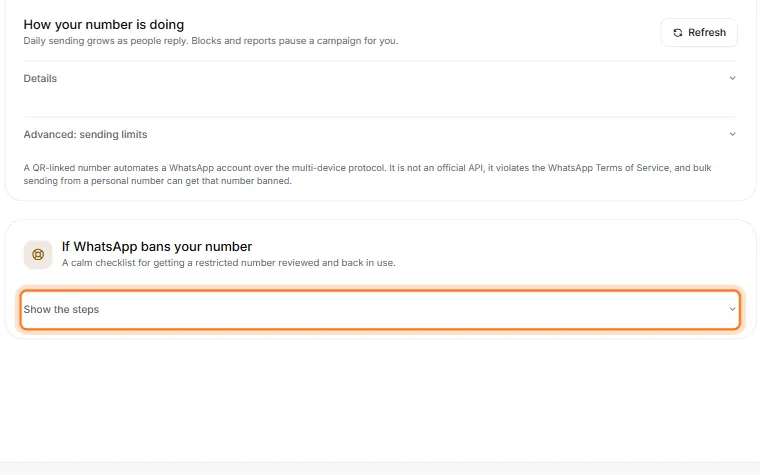 How your number is doing
Daily sending grows as people reply. Blocks and reports pause a campaign for you.
Refresh
Details
Advanced: sending limits
A QR-linked number automates a WhatsApp account over the multi-device protocol. It is not an official API, it violates the WhatsApp Terms of Service, and bulk
sending from a personal number can get that number banned.
If WhatsApp bans your number
A calm checklist for getting a restricted number reviewed and back in use.
Show the steps